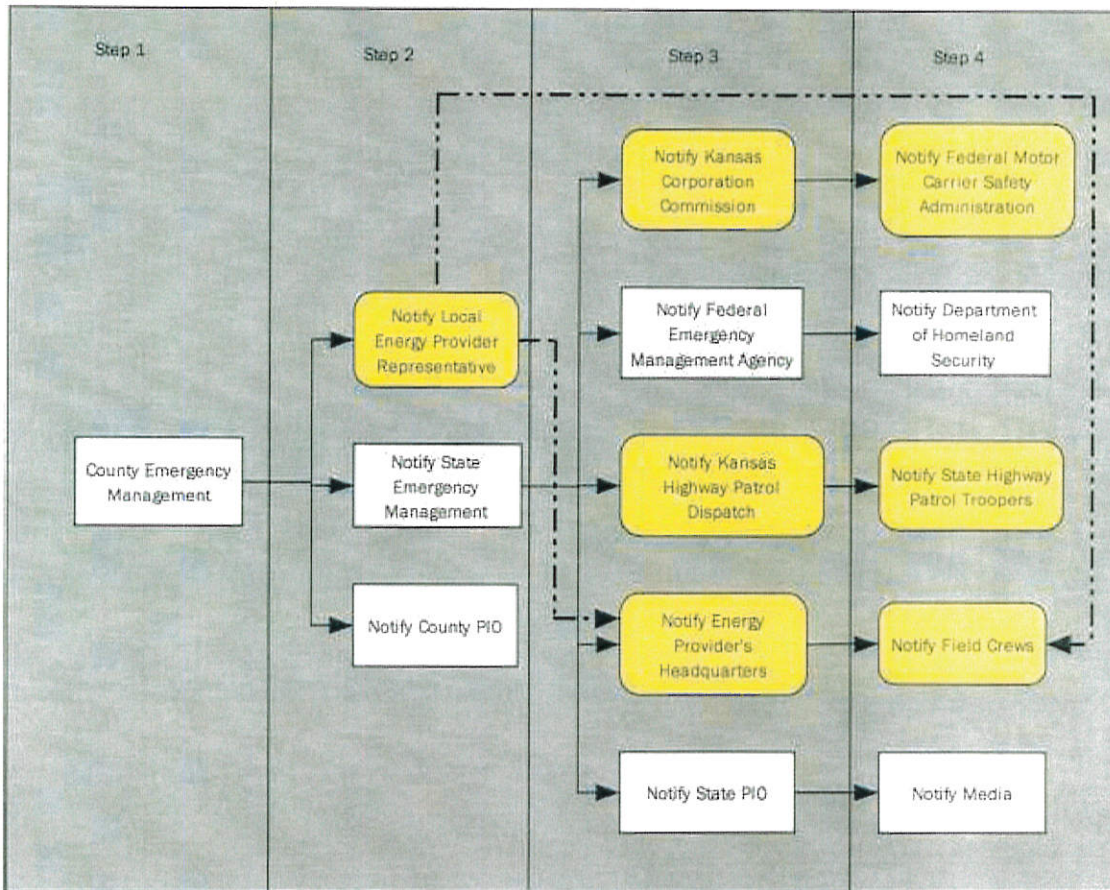 Step 1
Step 2
Step 3
Step 4
Notify Kansas
Corporation
Commission
Notify Federal Motor
Carrier Safety
Administration
Notify Local
Energy Provider
Representative
Notify Federal
Emergency
Management Agency
Notify Department
of Homeland
Security
County Emergency
Management
Notify State
Emergency
Management
Notify Kansas
Highway Patrol
Dispatch
Notify State Highway
Patrol Troopers
Notify County PIO
Notify Energy
Provider's
Headquarters
Notify Field Crews
Notify State PIO
Notify Media